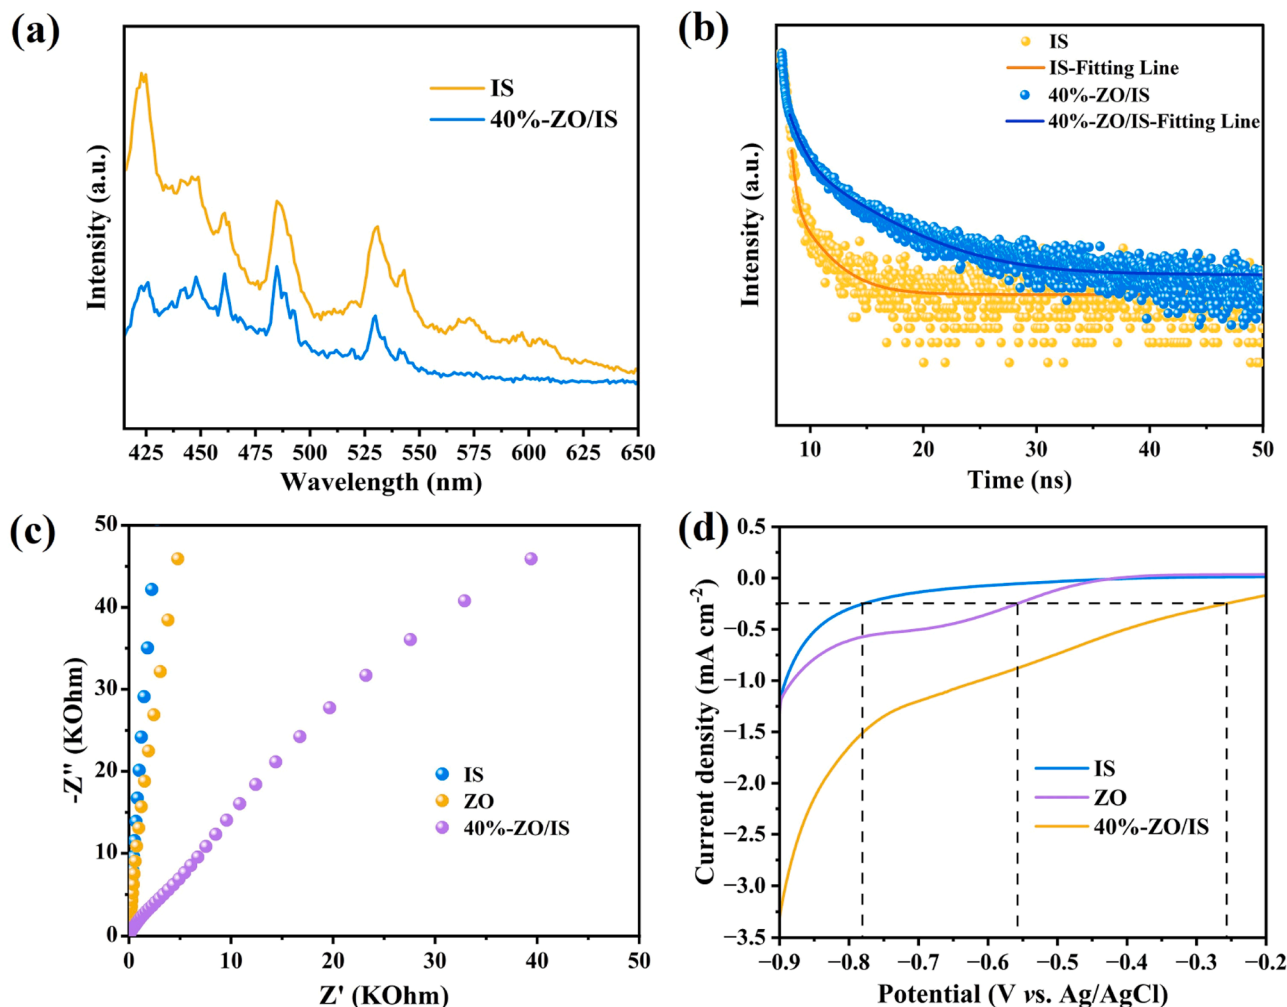 (a)
IS
40%-ZO/IS
Intensity (a.u.)
425 450 475 500 525 550 575 600 625 650
Wavelength (nm)
(b)
IS
IS-Fitting Line
40%-ZO/IS
40%-ZO/IS-Fitting Line
Intensity (a.u.)
10 20 30 40 50
Time (ns)
(c)
50
40
30
20
10
0
-Z'' (KOhm)
IS
ZO
40%-ZO/IS
0 10 20 30 40 50
Z' (KOhm)
(d)
0.5
0.0
−0.5
−1.0
−1.5
−2.0
−2.5
−3.0
−3.5
Current density (mA cm⁻²)
IS
ZO
40%-ZO/IS
−0.9 −0.8 −0.7 −0.6 −0.5 −0.4 −0.3 −0.2
Potential (V vs. Ag/AgCl)